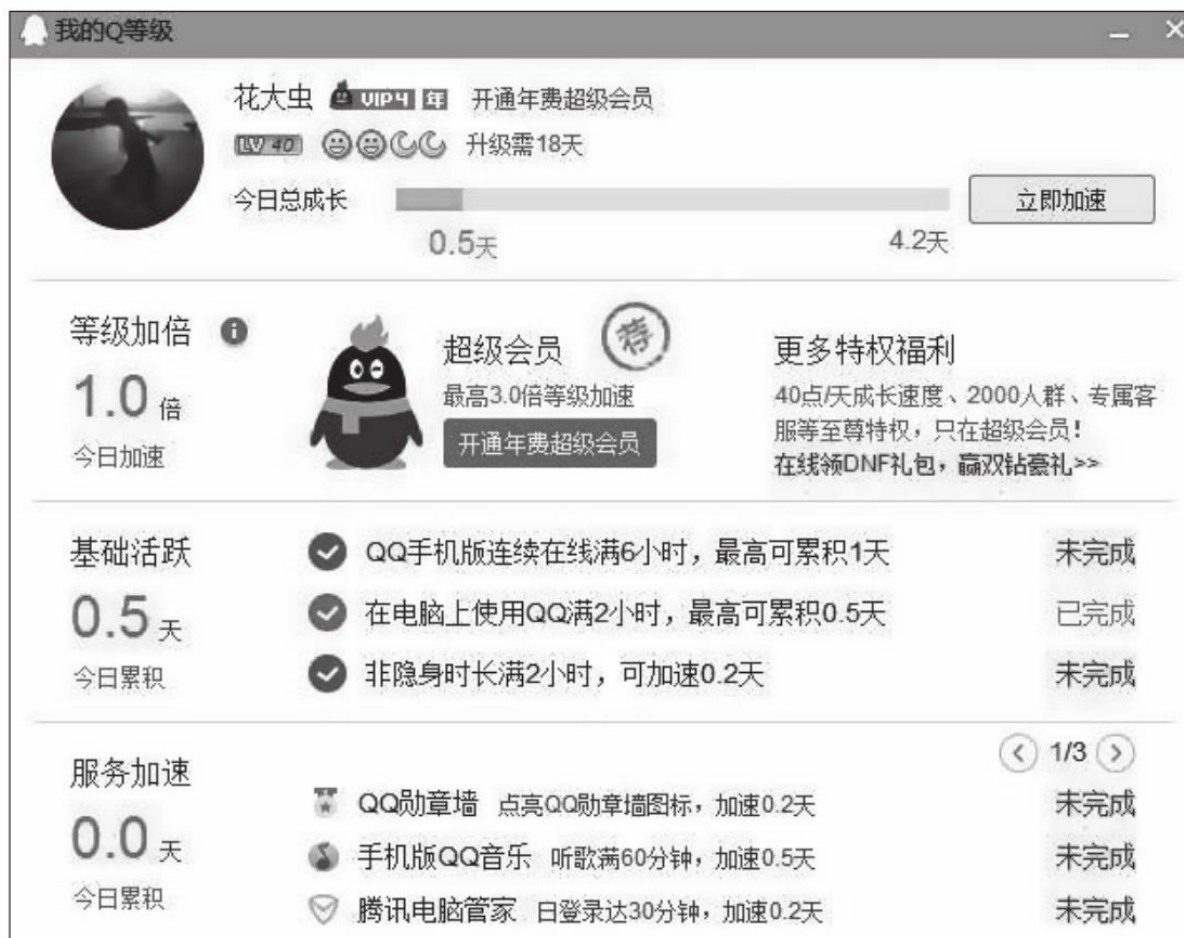 我的Q等级
花大虫 VIP4 年 开通年费超级会员
LV 40 升级需18天
今日总成长
立即加速
0.5天 4.2天
等级加倍
1.0 倍
今日加速
超级会员 荐
最高3.0倍等级加速
开通年费超级会员
更多特权福利
40点/天成长速度、2000人群、专属客
服等至尊特权，只在超级会员！
在线领DNF礼包，赢双钻豪礼>>
基础活跃
0.5 天
今日累积
QQ手机版连续在线满6小时，最高可累积1天 未完成
在电脑上使用QQ满2小时，最高可累积0.5天 已完成
非隐身时长满2小时，可加速0.2天 未完成
服务加速
0.0 天
今日累积
1/3
QQ勋章墙 点亮QQ勋章墙图标，加速0.2天 未完成
手机版QQ音乐 听歌满60分钟，加速0.5天 未完成
腾讯电脑管家 日登录达30分钟，加速0.2天 未完成